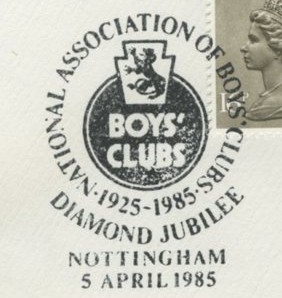 NATIONAL ASSOCIATION OF BOYS' CLUBS
BOYS'
CLUBS
·1925-1985·
DIAMOND JUBILEE
NOTTINGHAM
5 APRIL 1985